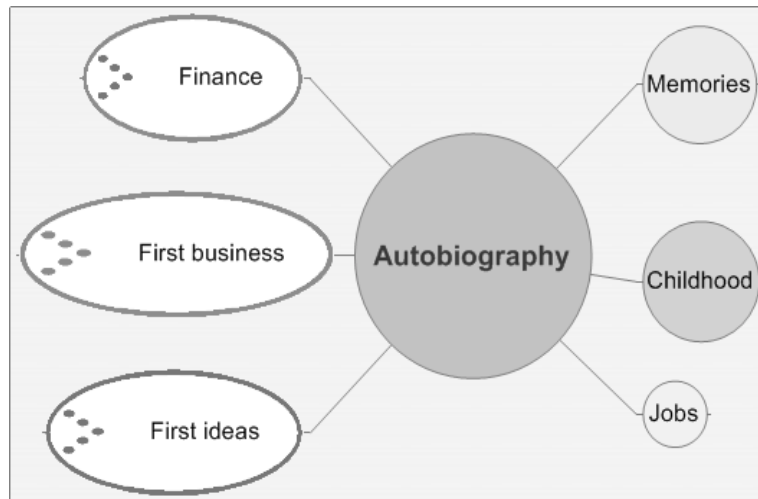 Finance
Memories
First business
Autobiography
Childhood
First ideas
Jobs